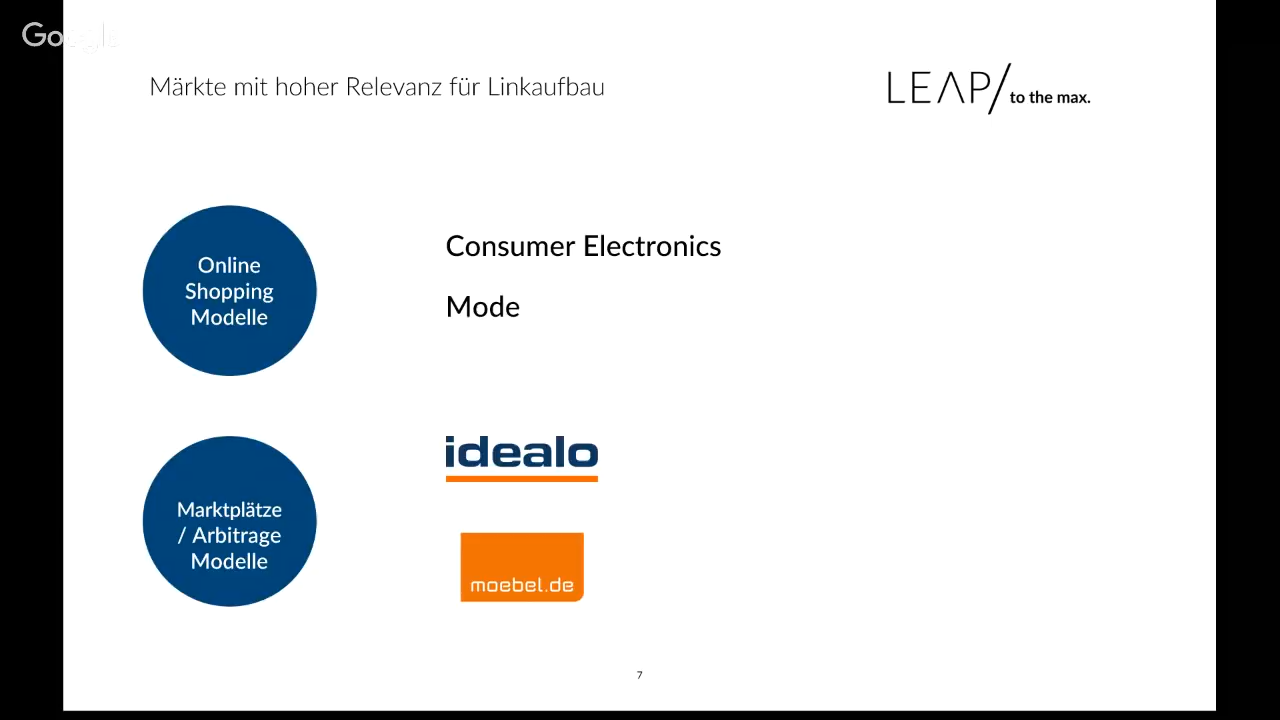 Google
Märkte mit hoher Relevanz für Linkaufbau
LEAP/ to the max.
Online
Shopping
Modelle
Consumer Electronics
Mode
Marktplätze
/ Arbitrage
Modelle
idealo
moebel.de
7